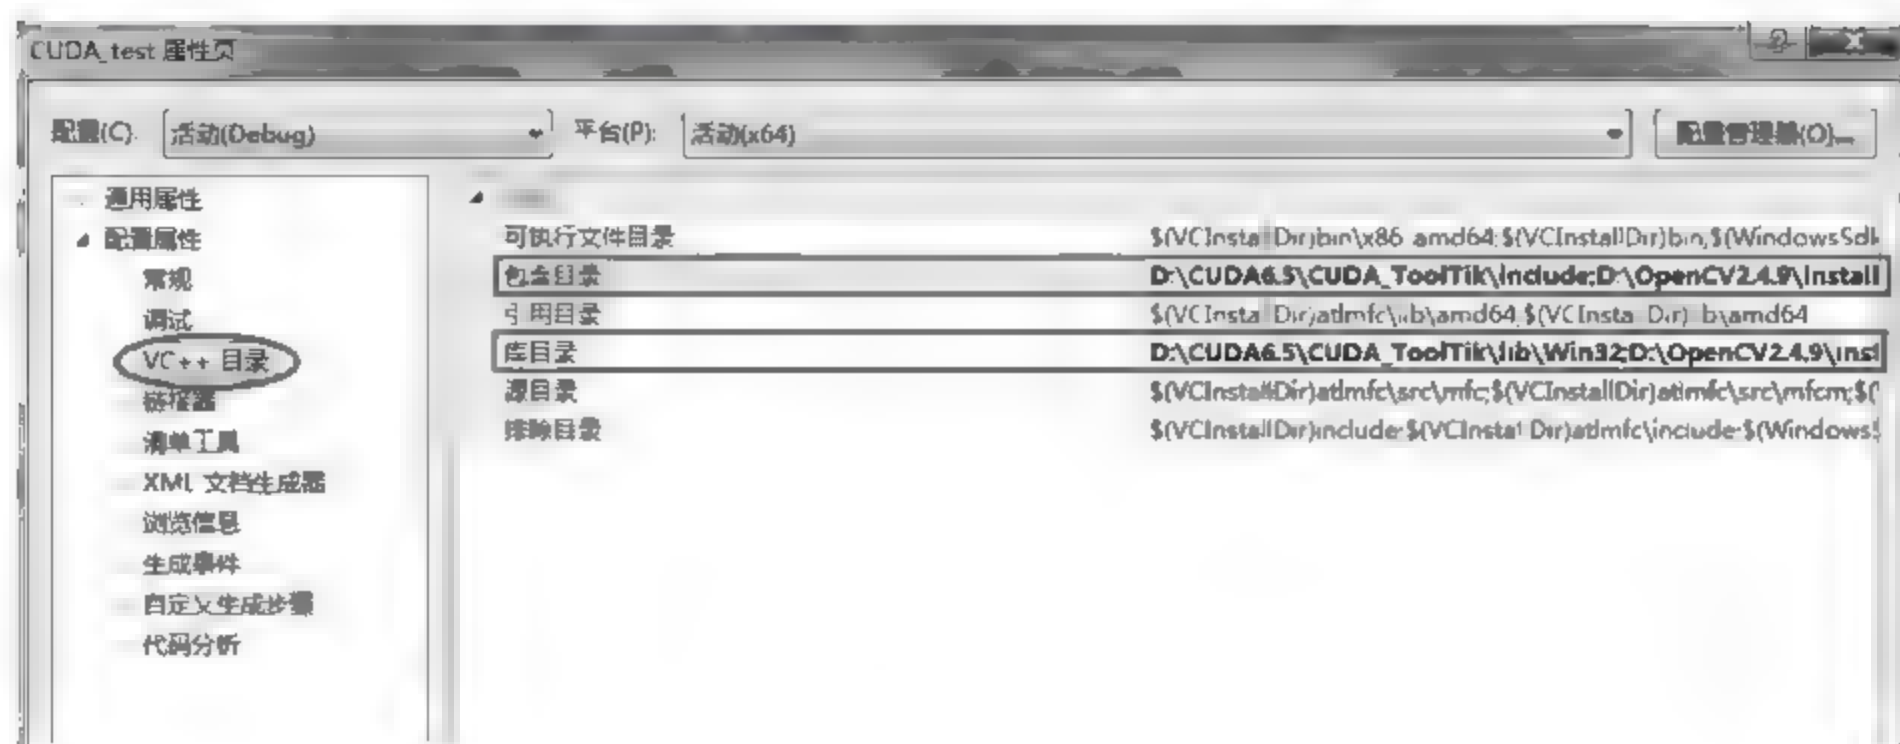 CUDA_test 属性页
配置(C): 活动(Debug) 平台(P): 活动(x64) 配置管理器(O)...
通用属性
配置属性
常规
调试
VC++ 目录
链接器
清单工具
XML 文档生成器
浏览信息
生成事件
自定义生成步骤
代码分析
可执行文件目录 $(VCInstallDir)bin\x86_amd64;$(VCInstallDir)bin;$(WindowsSdk
包含目录 D:\CUDA6.5\CUDA_ToolTik\include;D:\OpenCV2.4.9\Install
引用目录 $(VCInstallDir)atlmfc\lib\amd64;$(VCInstallDir)lib\amd64
库目录 D:\CUDA6.5\CUDA_ToolTik\lib\Win32;D:\OpenCV2.4.9\Inst
源目录 $(VCInstallDir)atlmfc\src\mfc;$(VCInstallDir)atlmfc\src\mfcm;$(
排除目录 $(VCInstallDir)include;$(VCInstallDir)atlmfc\include;$(WindowsS